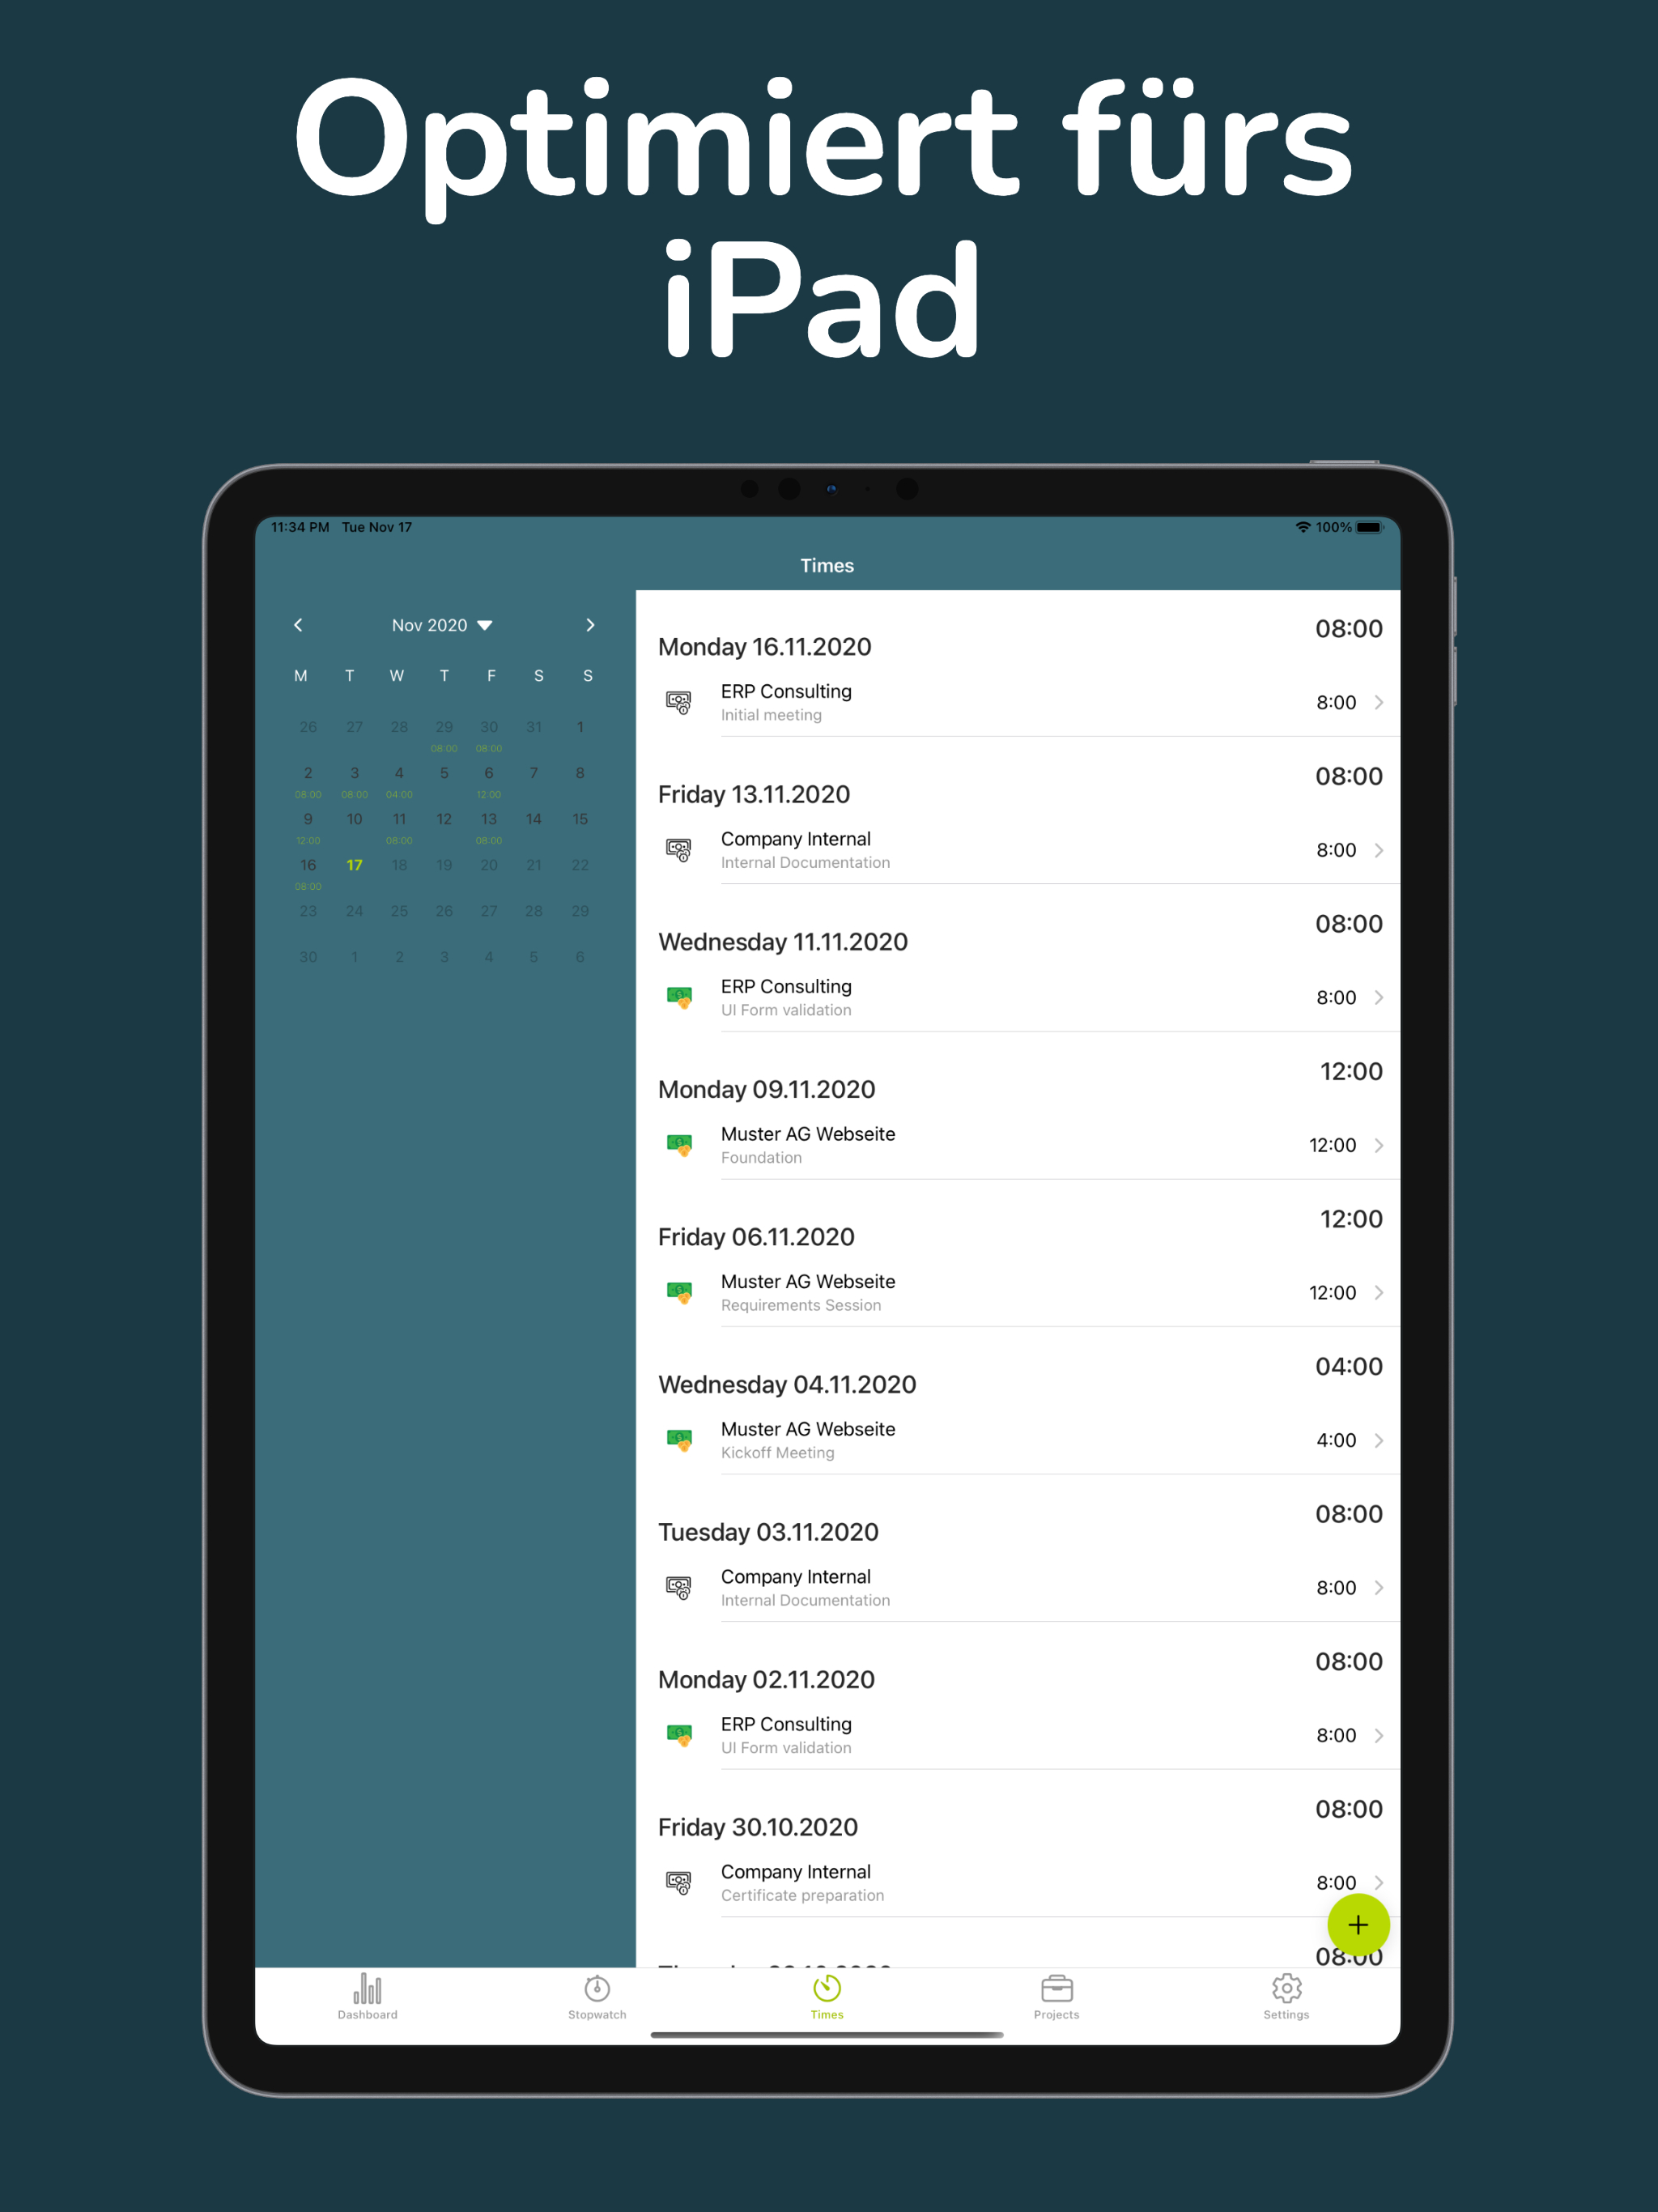 Optimiert fürs
iPad
11:34 PM Tue Nov 17
100%
Times
Nov 2020
M T W T F S S
26 27 28 29 30 31 1
08:00 08:00
2 3 4 5 6 7 8
08:00 08:00 04:00 12:00
9 10 11 12 13 14 15
12:00 08:00 08:00
16 17 18 19 20 21 22
08:00
23 24 25 26 27 28 29
30 1 2 3 4 5 6
08:00
Monday 16.11.2020
ERP Consulting
Initial meeting
8:00
08:00
Friday 13.11.2020
Company Internal
Internal Documentation
8:00
08:00
Wednesday 11.11.2020
ERP Consulting
UI Form validation
8:00
12:00
Monday 09.11.2020
Muster AG Webseite
Foundation
12:00
12:00
Friday 06.11.2020
Muster AG Webseite
Requirements Session
12:00
04:00
Wednesday 04.11.2020
Muster AG Webseite
Kickoff Meeting
4:00
08:00
Tuesday 03.11.2020
Company Internal
Internal Documentation
8:00
08:00
Monday 02.11.2020
ERP Consulting
UI Form validation
8:00
08:00
Friday 30.10.2020
Company Internal
Certificate preparation
8:00
+
08:00
Dashboard
Stopwatch
Times
Projects
Settings